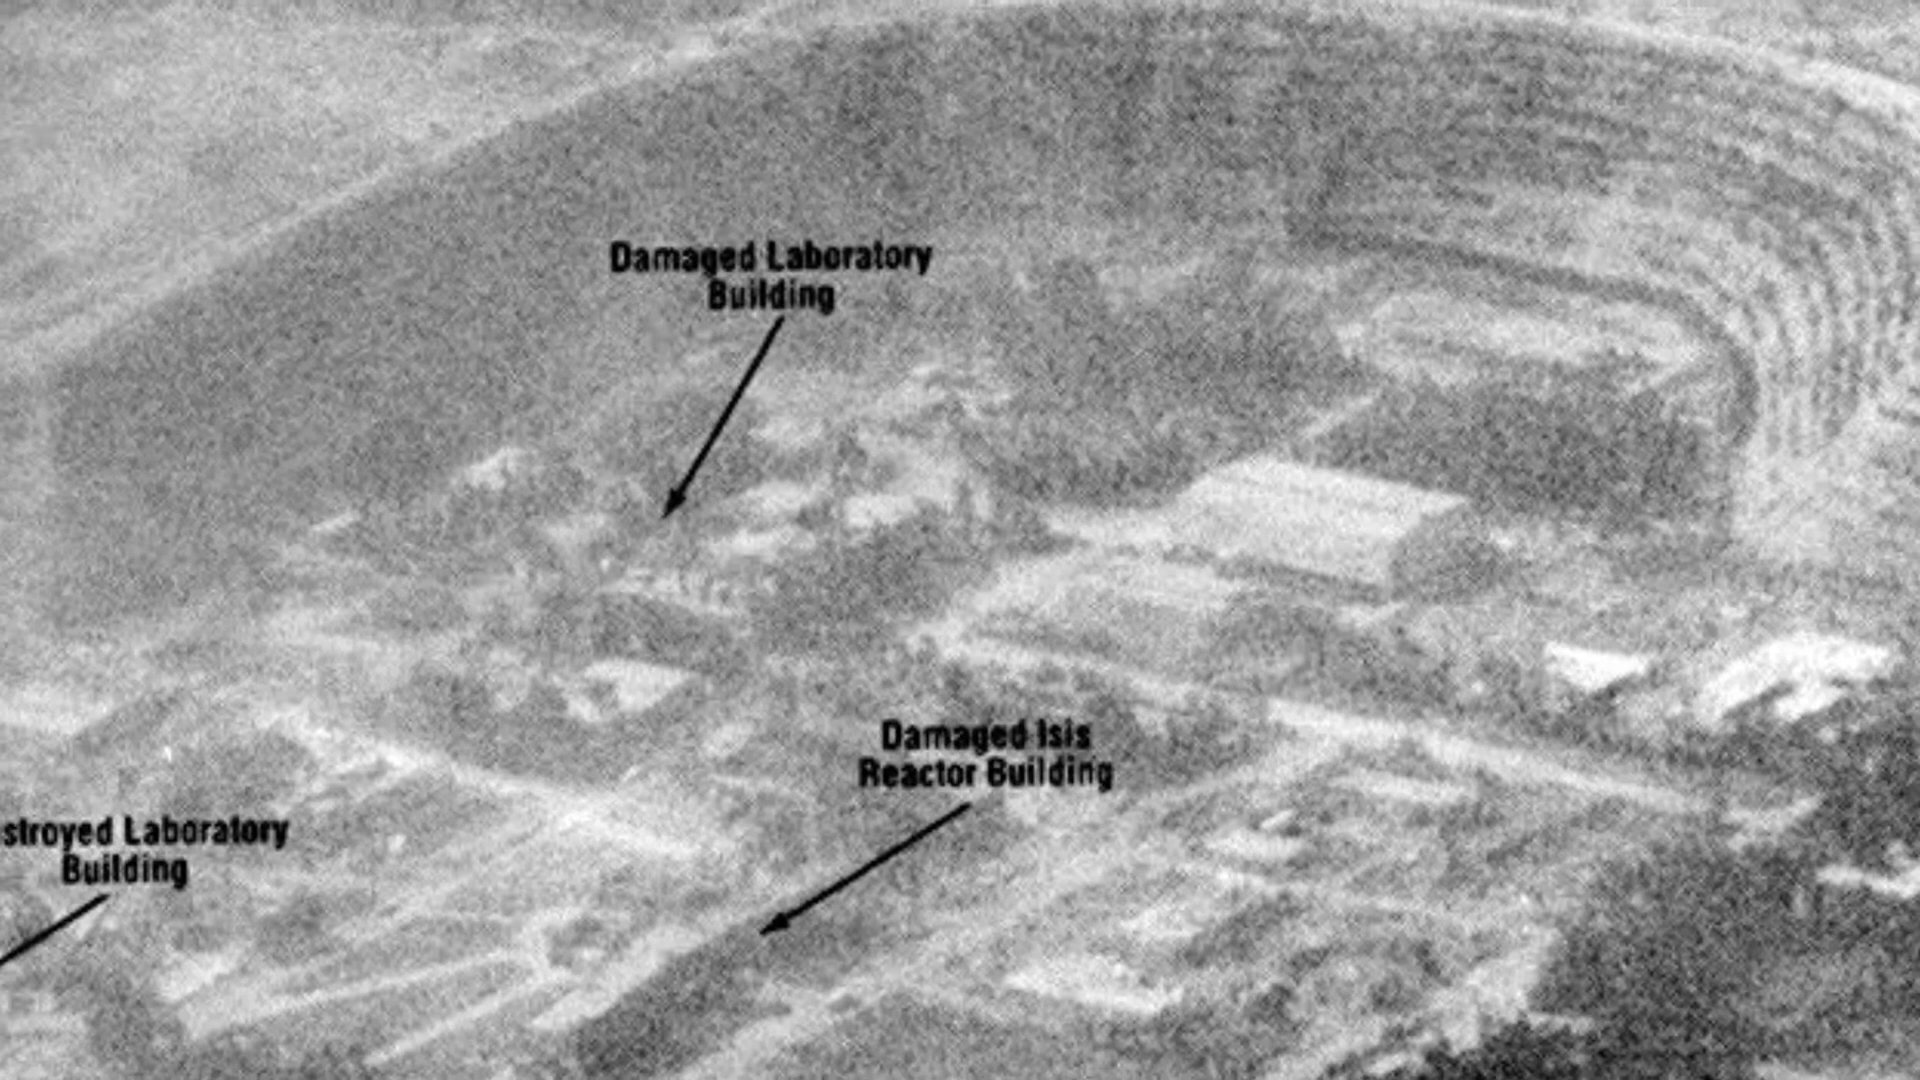 Damaged Laboratory
Building
Damaged Isis
Reactor Building
stroyed Laboratory
Building